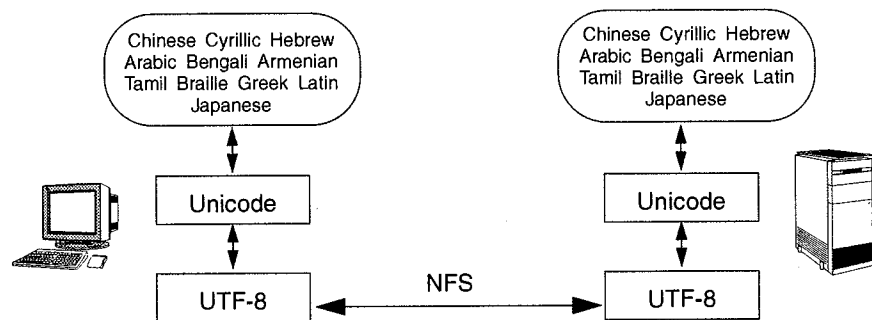 Chinese Cyrillic Hebrew
Arabic Bengali Armenian
Tamil Braille Greek Latin
Japanese
Unicode
UTF-8
NFS
Chinese Cyrillic Hebrew
Arabic Bengali Armenian
Tamil Braille Greek Latin
Japanese
Unicode
UTF-8